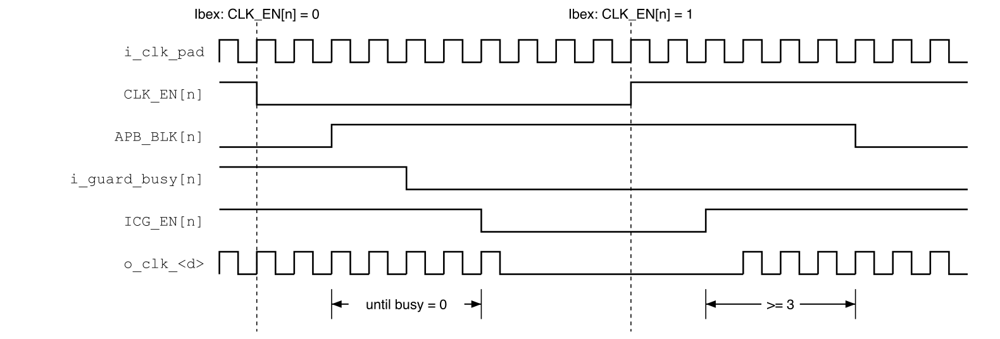 Ibex: CLK_EN[n] = 0
Ibex: CLK_EN[n] = 1
i_clk_pad
CLK_EN[n]
APB_BLK[n]
i_guard_busy[n]
ICG_EN[n]
o_clk_<d>
until busy = 0
>= 3